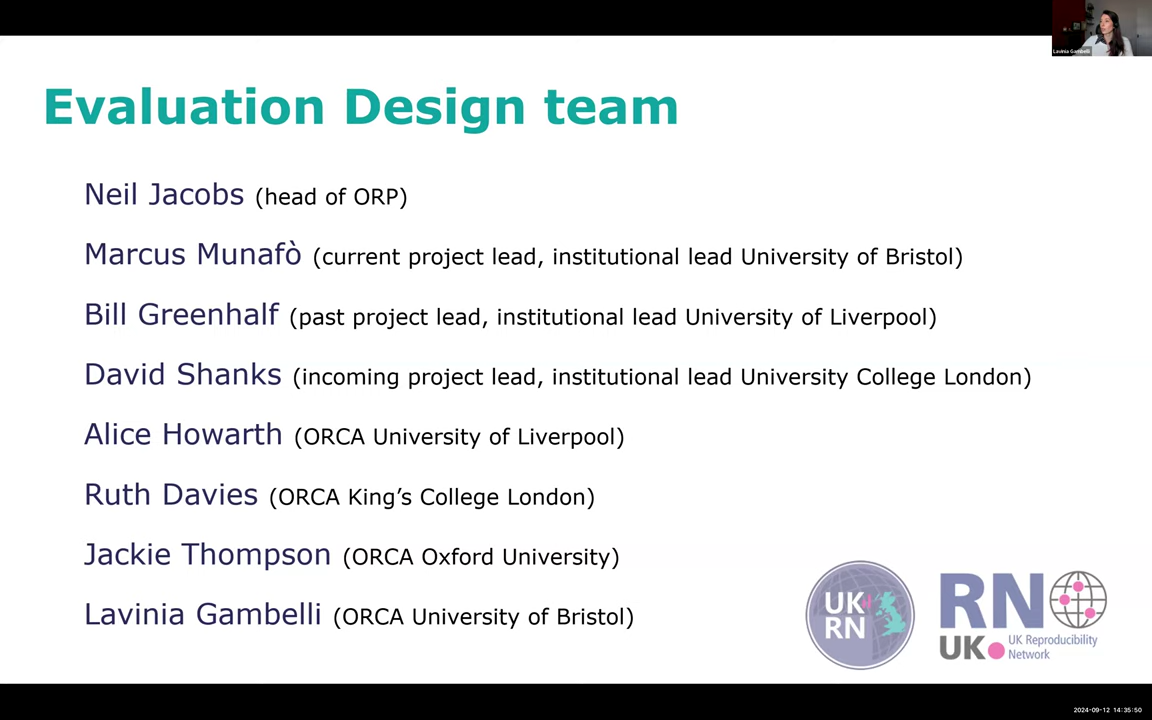 Lavinia Gambelli
Evaluation Design team
Neil Jacobs (head of ORP)
Marcus Munafò (current project lead, institutional lead University of Bristol)
Bill Greenhalf (past project lead, institutional lead University of Liverpool)
David Shanks (incoming project lead, institutional lead University College London)
Alice Howarth (ORCA University of Liverpool)
Ruth Davies (ORCA King’s College London)
Jackie Thompson (ORCA Oxford University)
Lavinia Gambelli (ORCA University of Bristol)
UK
RN
RN
UK
UK Reproducibility
Network
2024-09-12 14:35:50